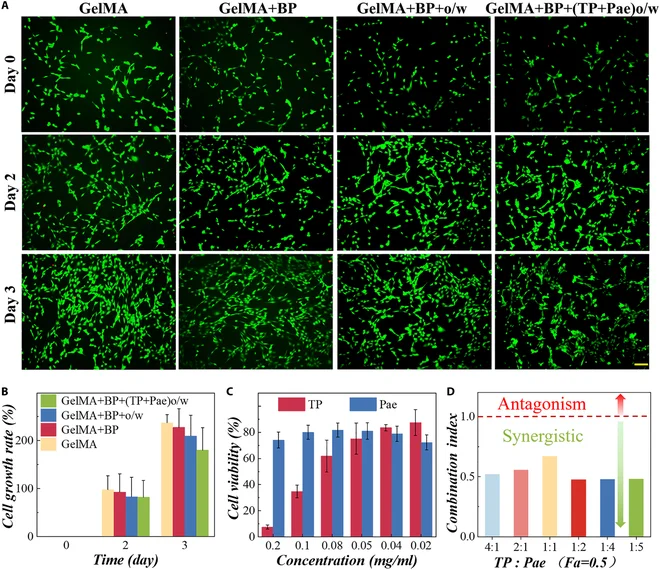 A
GelMA
GelMA+BP
GelMA+BP+o/w
GelMA+BP+(TP+Pae)o/w
Day 0
Day 2
Day 3
B
GelMA+BP+(TP+Pae)o/w
GelMA+BP+o/w
GelMA+BP
GelMA
Cell growth rate (%)
200
100
0
0
2
3
Time (day)
C
TP
Pae
Cell viability (%)
80
60
40
20
0
0.2
0.1
0.08
0.05
0.04
0.02
Concentration (mg/ml)
D
Antagonism
Synergistic
Combination index
1.0
0.5
0.0
4:1
2:1
1:1
1:2
1:4
1:5
TP : Pae (Fa=0.5)